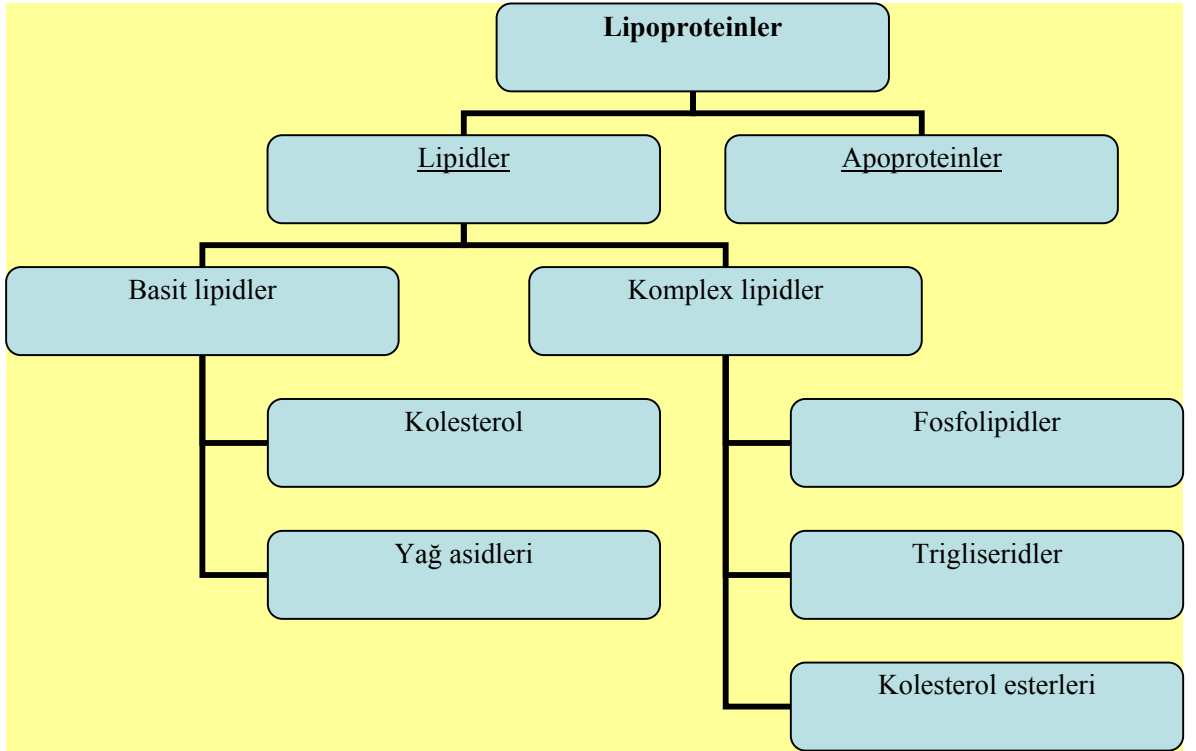 Lipoproteinler
Lipidler
Apoproteinler
Basit lipidler
Komplex lipidler
Kolesterol
Fosfolipidler
Yağ asidleri
Trigliseridler
Kolesterol esterleri